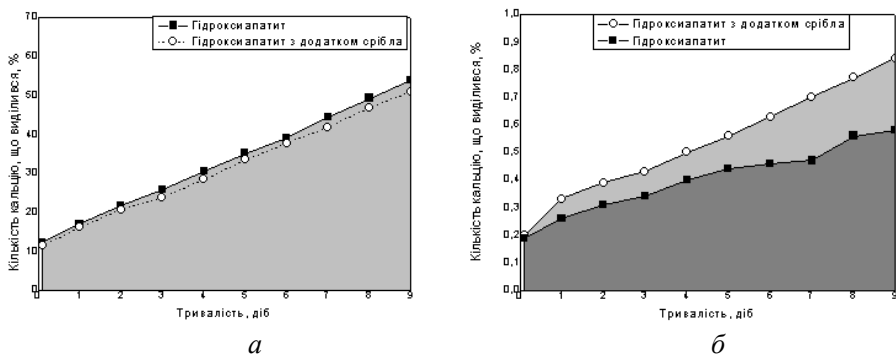 70
60
50
40
30
20
10
0
Гідроксиапатит
Гідроксиапатит з додатком срібла
Кількість кальцію, що виділився, %
0 1 2 3 4 5 6 7 8 9
Тривалість, діб
а
1,0
0,9
0,8
0,7
0,6
0,5
0,4
0,3
0,2
0,1
0,0
Гідроксиапатит з додатком срібла
Гідроксиапатит
Кількість кальцію, що виділився, %
0 1 2 3 4 5 6 7 8 9
Тривалість, діб
б